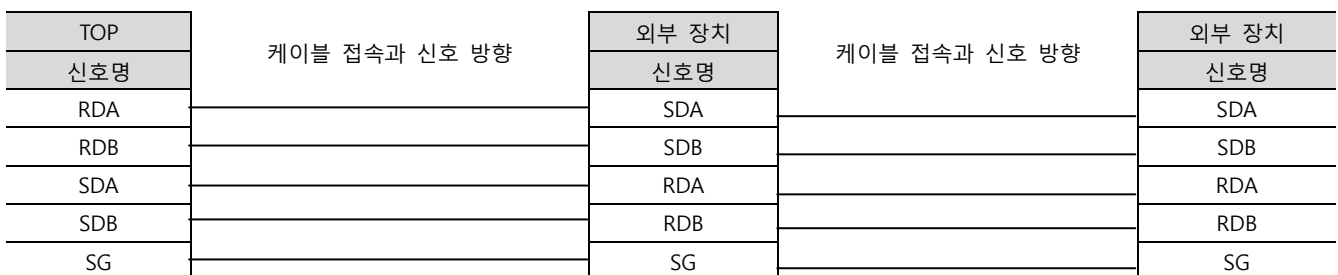 TOP 케이블 접속과 신호 방향 외부 장치 케이블 접속과 신호 방향 외부 장치
신호명 신호명 신호명
RDA SDA SDA
RDB SDB SDB
SDA RDA RDA
SDB RDB RDB
SG SG SG